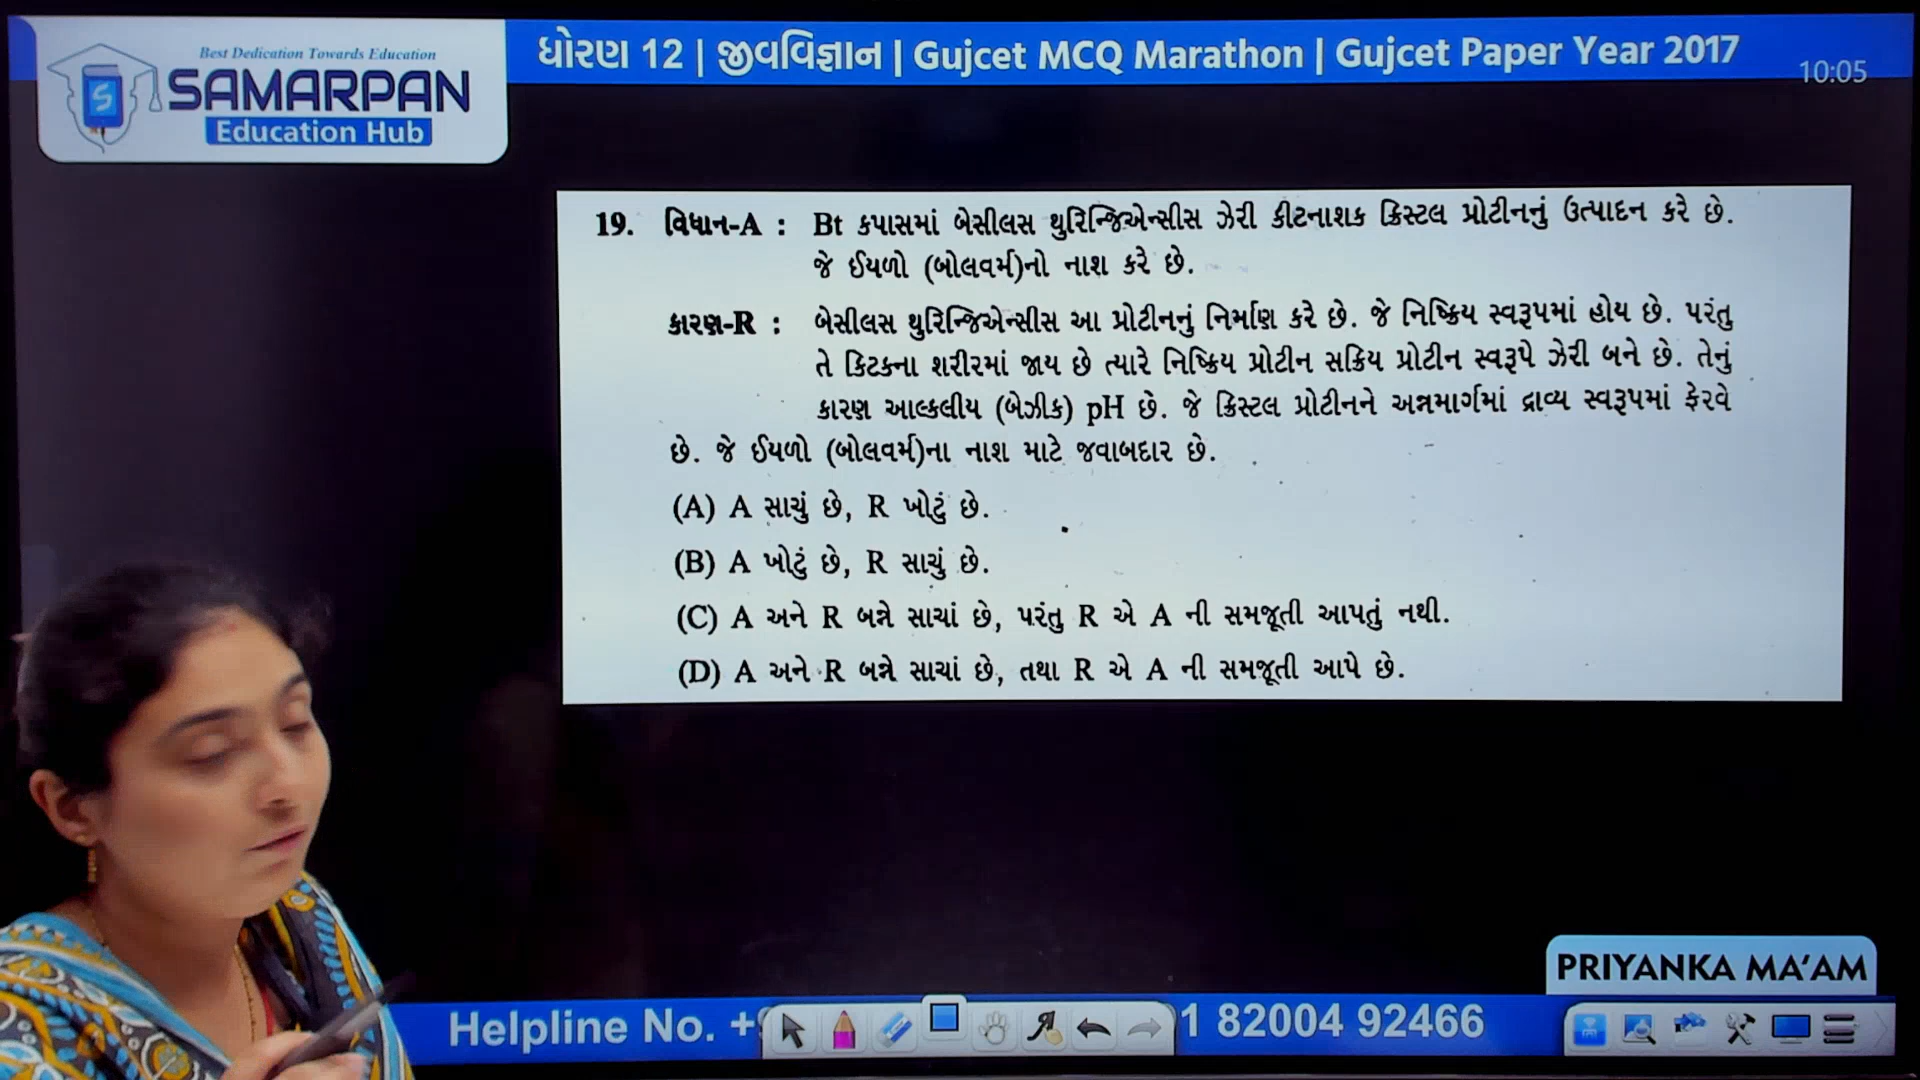 Best Dedication Towards Education
SAMARPAN
Education Hub
ધોરણ 12 | જીવવિજ્ઞાન | Gujcet MCQ Marathon | Gujcet Paper Year 2017
10:05
19. વિધાન-A : Bt કપાસમાં બેસીલસ થુરિન્જિએન્સીસ ઝેરી કીટનાશક ક્રિસ્ટલ પ્રોટીનનું ઉત્પાદન કરે છે.
જે ઈયળો (બોલવર્મ)નો નાશ કરે છે.
કારણ-R : બેસીલસ થુરિન્જિએન્સીસ આ પ્રોટીનનું નિર્માણ કરે છે. જે નિષ્ક્રિય સ્વરૂપમાં હોય છે. પરંતુ
તે કિટકના શરીરમાં જાય છે ત્યારે નિષ્ક્રિય પ્રોટીન સક્રિય પ્રોટીન સ્વરૂપે ઝેરી બને છે. તેનું
કારણ આલ્કલીય (બેઝીક) pH છે. જે ક્રિસ્ટલ પ્રોટીનને અન્નમાર્ગમાં દ્રાવ્ય સ્વરૂપમાં ફેરવે
છે. જે ઈયળો (બોલવર્મ)ના નાશ માટે જવાબદાર છે.
(A) A સાચું છે, R ખોટું છે.
(B) A ખોટું છે, R સાચું છે.
(C) A અને R બન્ને સાચાં છે, પરંતુ R એ A ની સમજૂતી આપતું નથી.
(D) A અને R બન્ને સાચાં છે, તથા R એ A ની સમજૂતી આપે છે.
PRIYANKA MA'AM
Helpline No. +
1 82004 92466